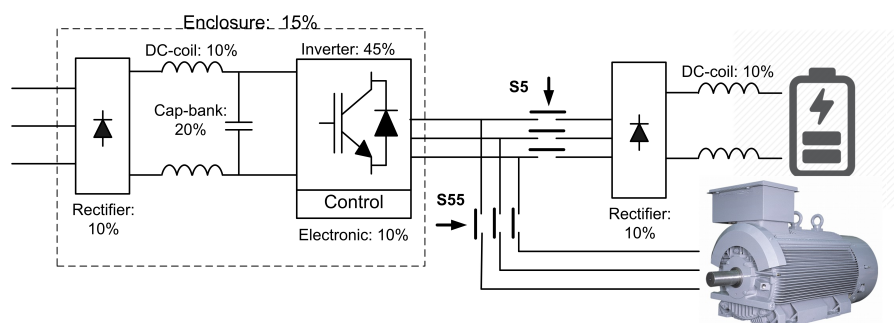 Enclosure: 15%
DC-coil: 10%
Inverter: 45%
Cap-bank:
20%
Rectifier:
10%
Control
Electronic: 10%
S5
S55
DC-coil: 10%
Rectifier:
10%